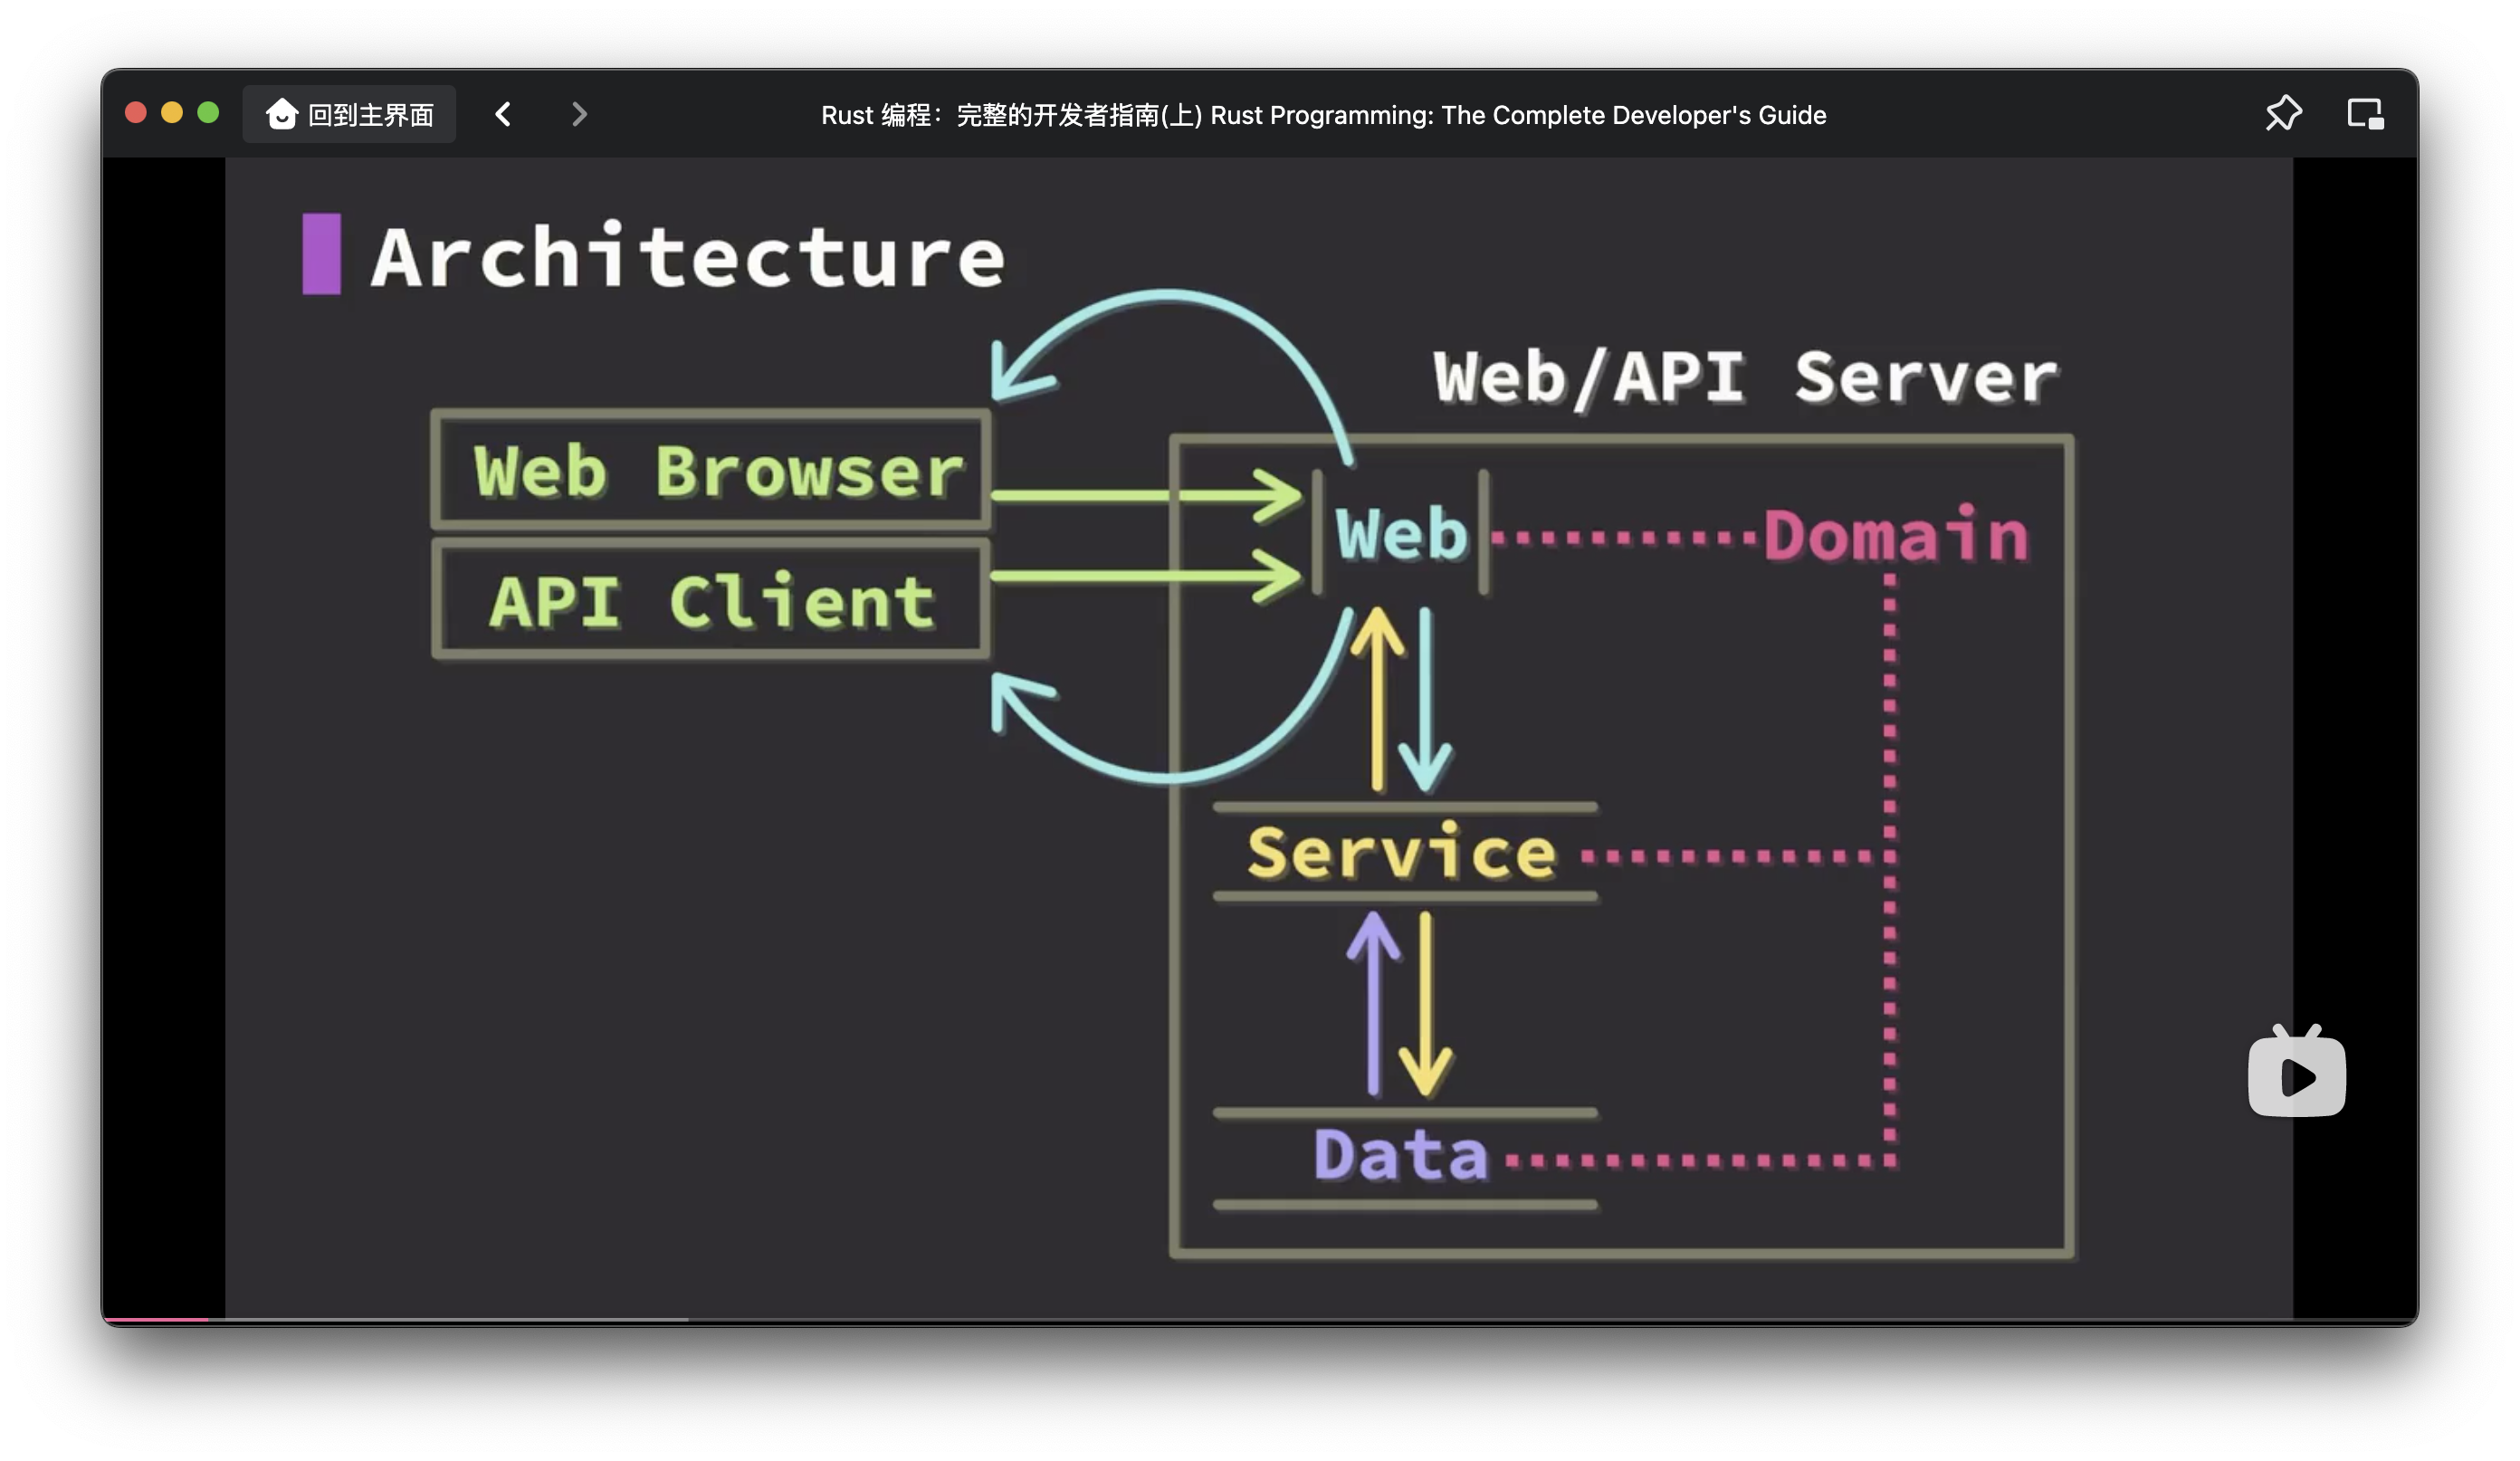 回到主界面
Rust 编程：完整的开发者指南(上) Rust Programming: The Complete Developer's Guide
Architecture
Web/API Server
Web Browser
API Client
Web
Domain
Service
Data